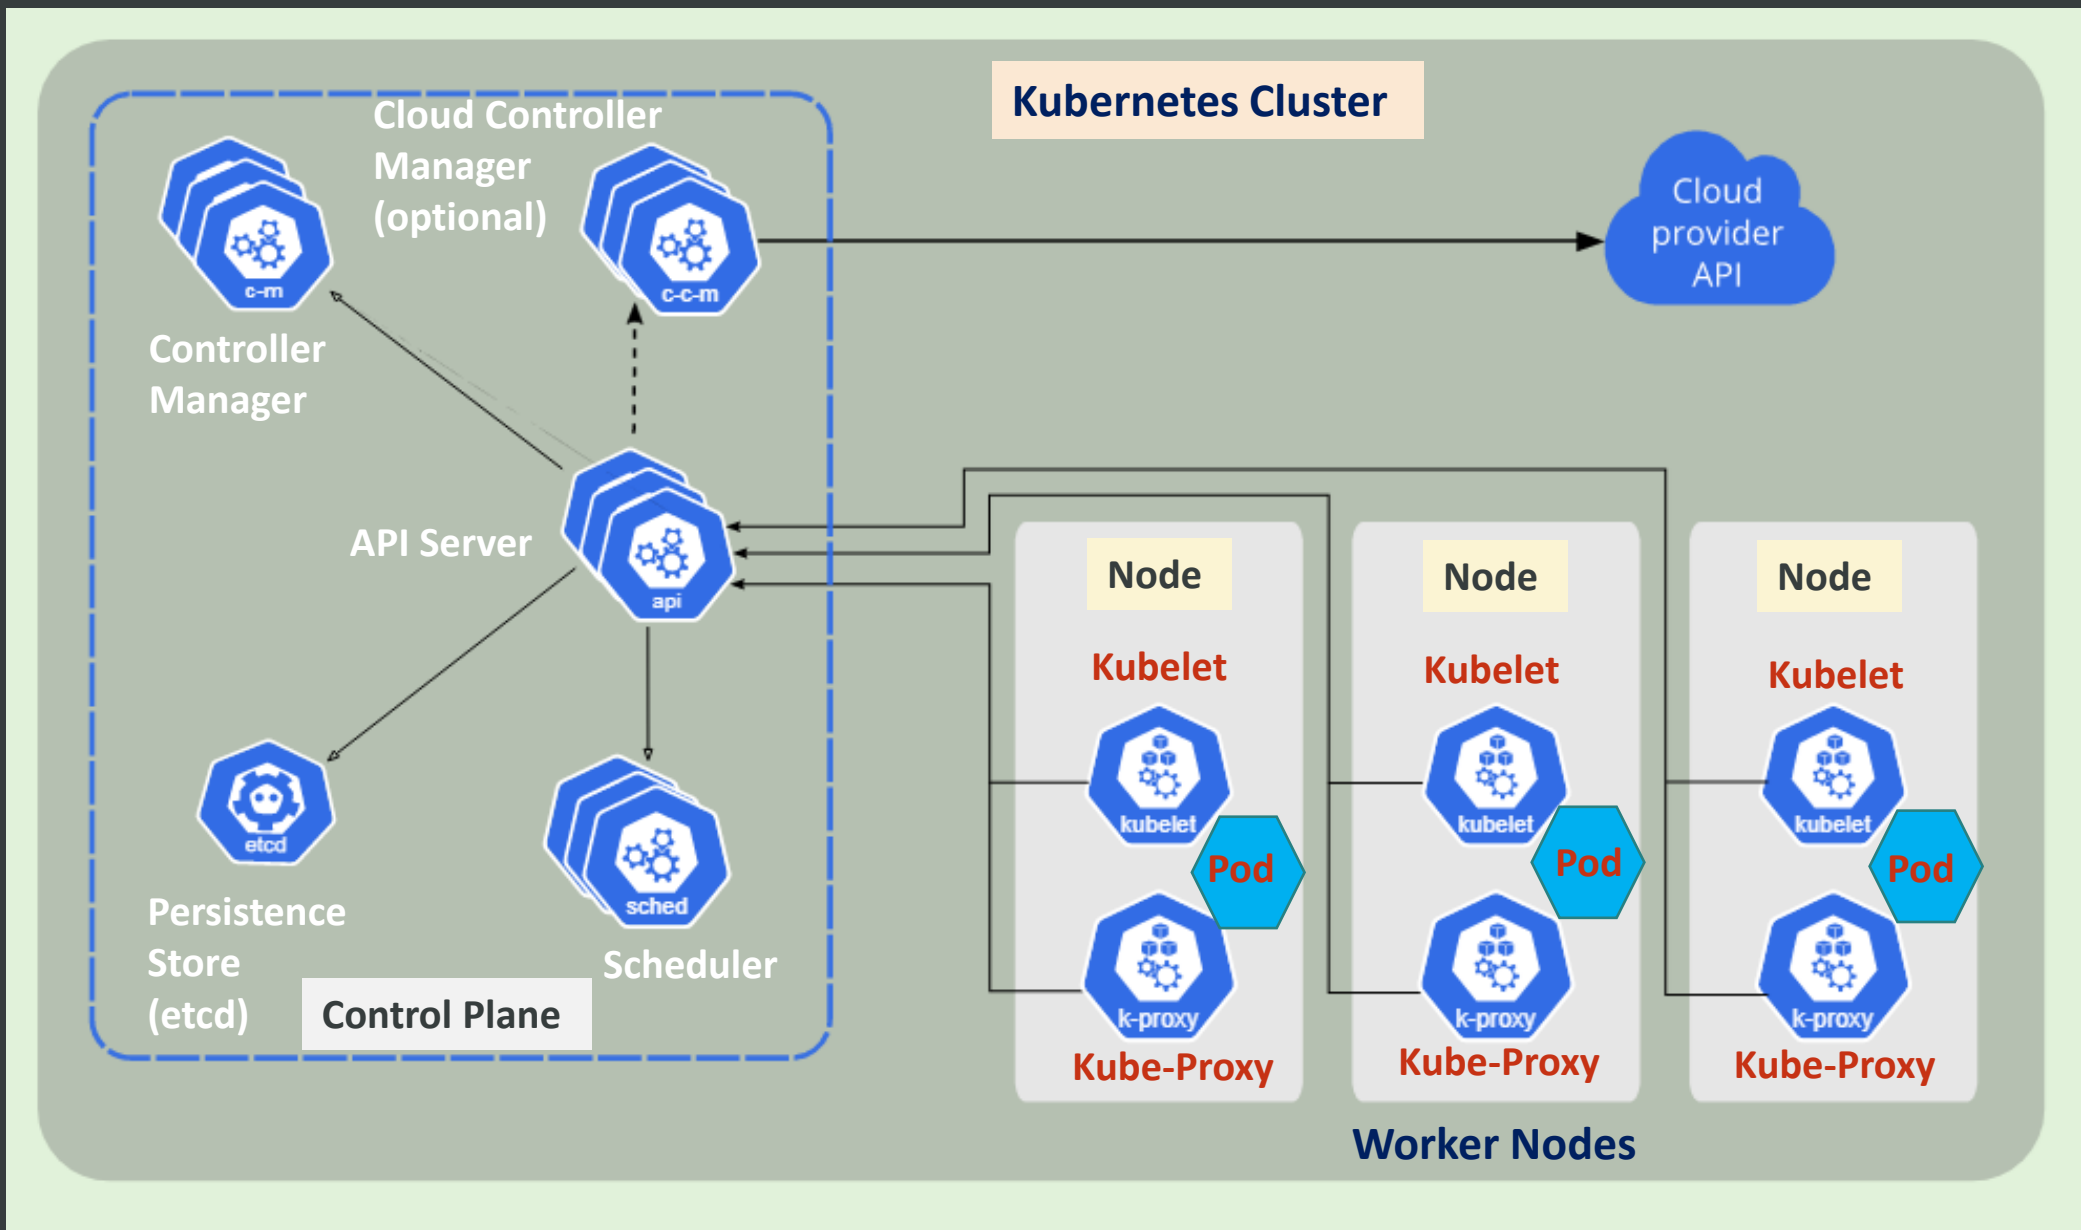 Kubernetes Cluster
Cloud Controller
Manager
(optional)
c-m
c-c-m
Cloud
provider
API
Controller
Manager
API Server
api
Node
Node
Node
Kubelet
Kubelet
Kubelet
kubelet
kubelet
kubelet
Pod
Pod
Pod
etcd
sched
Persistence
Store
(etcd)
Scheduler
Control Plane
k-proxy
k-proxy
k-proxy
Kube-Proxy
Kube-Proxy
Kube-Proxy
Worker Nodes